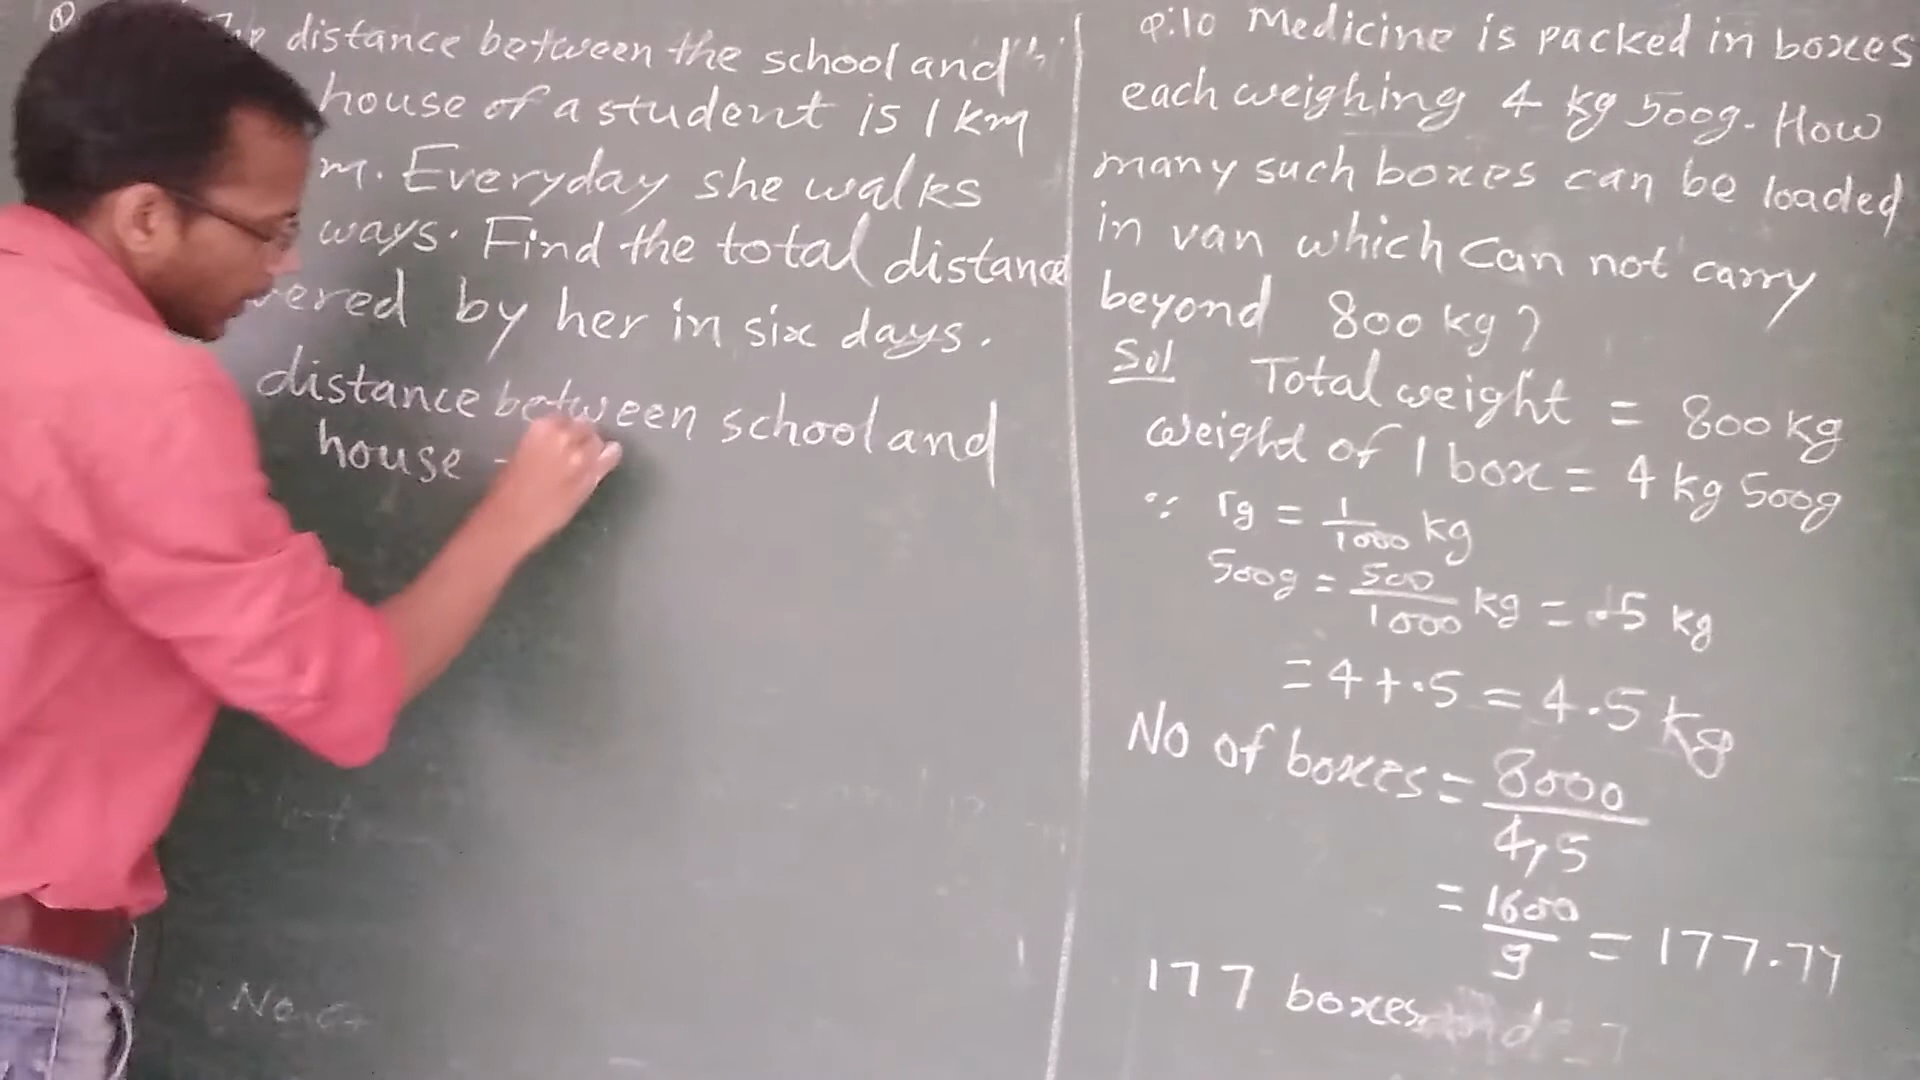 distance between the school and
house of a student is 1 km
m. Everyday she walks
ways. Find the total distance
ered by her in six days.
distance between school and
house
Q.10 Medicine is packed in boxes
each weighing 4 kg 500g. How
many such boxes can be loaded
in van which Can not carry
beyond 800 kg?
Sol Total weight = 800 kg
weight of 1 box = 4 kg 500g
∵ 1g = 1/1000 kg
500g = 500/1000 kg = .5 kg
= 4 + .5 = 4.5 kg
No of boxes = 8000/4.5
= 1600/9 = 177.77
177 boxes